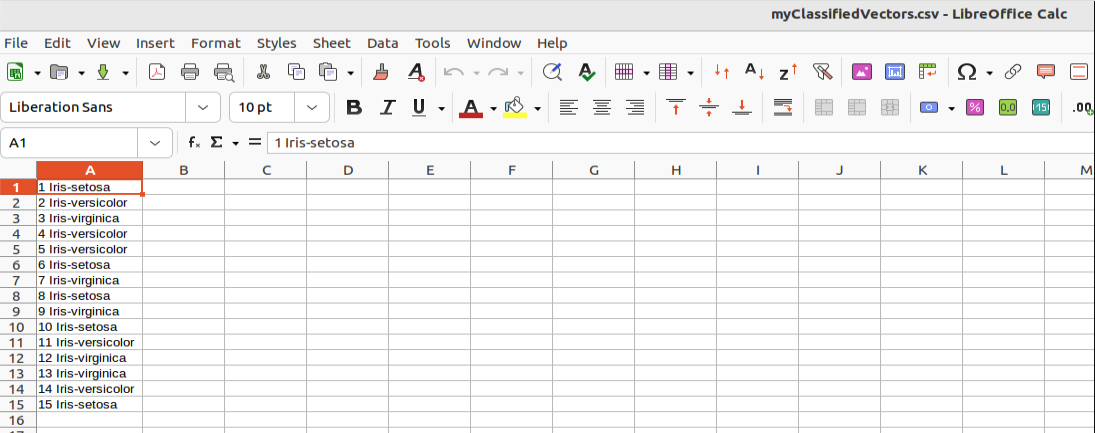 myClassifiedVectors.csv - LibreOffice Calc
File Edit View Insert Format Styles Sheet Data Tools Window Help
Liberation Sans 10 pt B I U A % 0,0 .00
A1 fx Σ = 1 Iris-setosa
A B C D E F G H I J K L M
1 1 Iris-setosa
2 2 Iris-versicolor
3 3 Iris-virginica
4 4 Iris-versicolor
5 5 Iris-versicolor
6 6 Iris-setosa
7 7 Iris-virginica
8 8 Iris-setosa
9 9 Iris-virginica
10 10 Iris-setosa
11 11 Iris-versicolor
12 12 Iris-virginica
13 13 Iris-virginica
14 14 Iris-versicolor
15 15 Iris-setosa
16